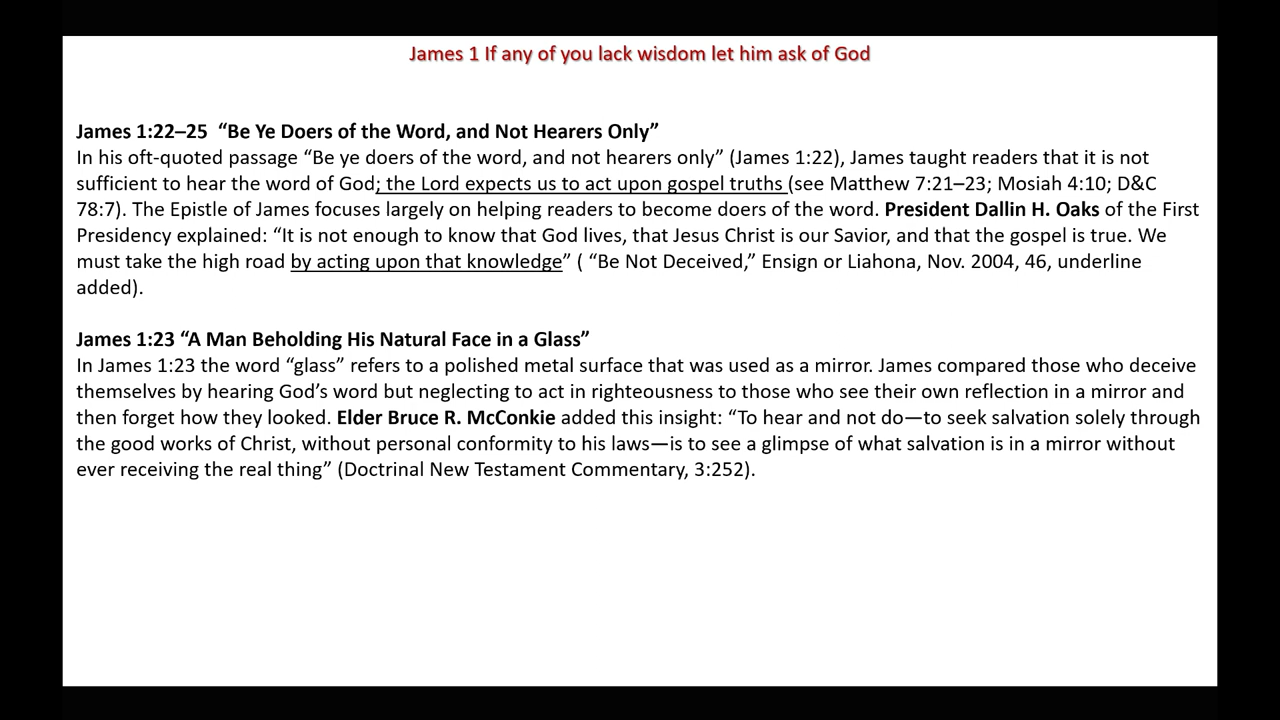 James 1 If any of you lack wisdom let him ask of God
James 1:22–25  “Be Ye Doers of the Word, and Not Hearers Only”
In his oft-quoted passage “Be ye doers of the word, and not hearers only” (James 1:22), James taught readers that it is not
sufficient to hear the word of God; the Lord expects us to act upon gospel truths (see Matthew 7:21–23; Mosiah 4:10; D&C
78:7). The Epistle of James focuses largely on helping readers to become doers of the word. President Dallin H. Oaks of the First
Presidency explained: “It is not enough to know that God lives, that Jesus Christ is our Savior, and that the gospel is true. We
must take the high road by acting upon that knowledge” ( “Be Not Deceived,” Ensign or Liahona, Nov. 2004, 46, underline
added).
James 1:23 “A Man Beholding His Natural Face in a Glass”
In James 1:23 the word “glass” refers to a polished metal surface that was used as a mirror. James compared those who deceive
themselves by hearing God’s word but neglecting to act in righteousness to those who see their own reflection in a mirror and
then forget how they looked. Elder Bruce R. McConkie added this insight: “To hear and not do—to seek salvation solely through
the good works of Christ, without personal conformity to his laws—is to see a glimpse of what salvation is in a mirror without
ever receiving the real thing” (Doctrinal New Testament Commentary, 3:252).